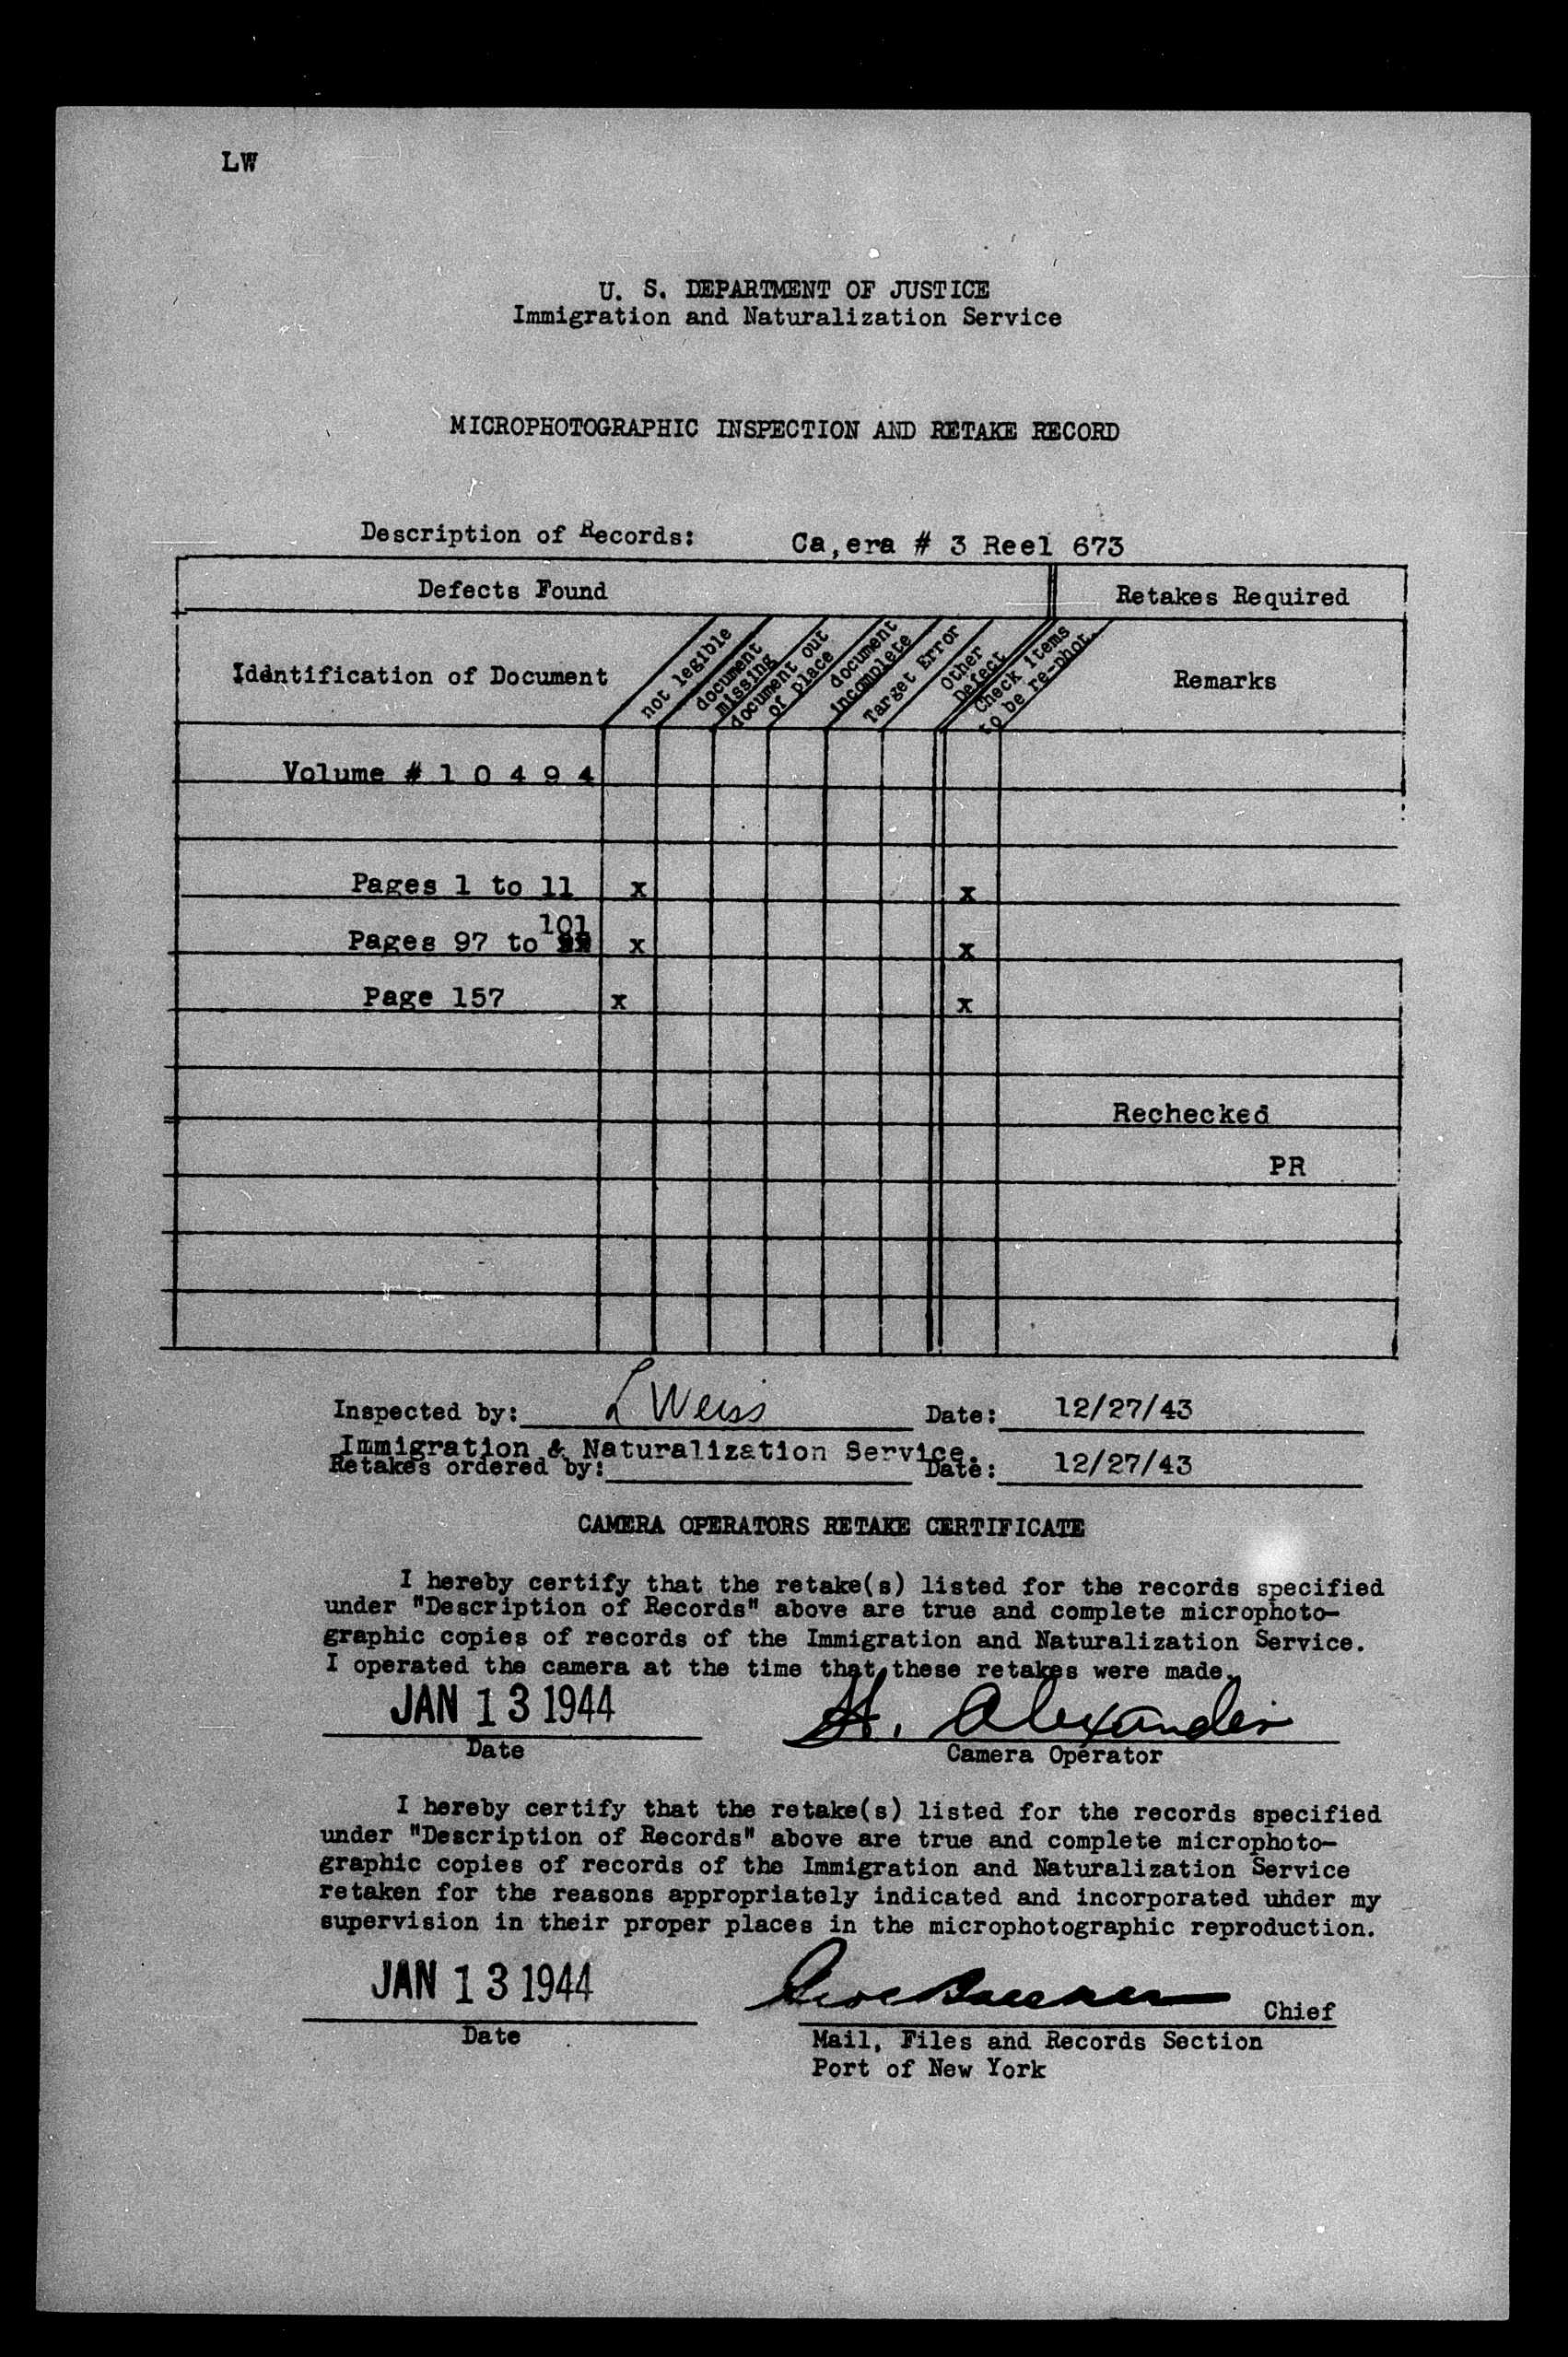 LW
U. S. DEPARTMENT OF JUSTICE
Immigration and Naturalization Service
MICROPHOTOGRAPHIC INSPECTION AND RETAKE RECORD
Description of Records: Ca,era # 3 Reel 673
Defects Found Retakes Required
Identification of Document
not legible
document
missing
document out
of place
document
incomplete
Target Error
Other
Defect
Check items
to be re-phot.
Remarks
Volume # 1 0 4 9 4
Pages 1 to 11 x x
Pages 97 to 101 x x
Page 157 x x
Rechecked
PR
Inspected by: L Weiss Date: 12/27/43
Immigration & Naturalization Service.
Retakes ordered by: Date: 12/27/43
CAMERA OPERATORS RETAKE CERTIFICATE
I hereby certify that the retake(s) listed for the records specified
under "Description of Records" above are true and complete microphoto-
graphic copies of records of the Immigration and Naturalization Service.
I operated the camera at the time that these retakes were made.
JAN 13 1944 H. Alexander
Date Camera Operator
I hereby certify that the retake(s) listed for the records specified
under "Description of Records" above are true and complete microphoto-
graphic copies of records of the Immigration and Naturalization Service
retaken for the reasons appropriately indicated and incorporated uhder my
supervision in their proper places in the microphotographic reproduction.
JAN 13 1944 Chief
Date Mail, Files and Records Section
Port of New York